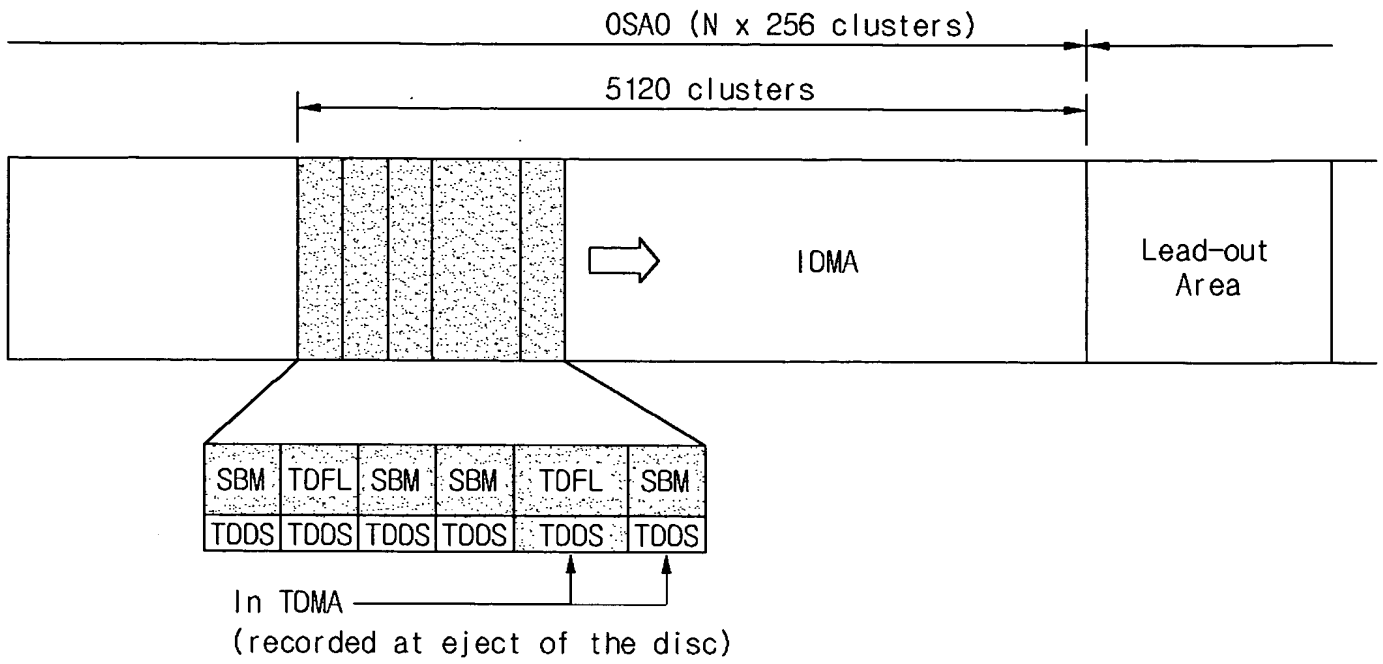 OSA0 (N x 256 clusters)
5120 clusters
IDMA
Lead-out
Area
SBM TDFL SBM SBM TDFL SBM
TDDS TDDS TDDS TDDS TDDS TDDS
In TDMA
(recorded at eject of the disc)